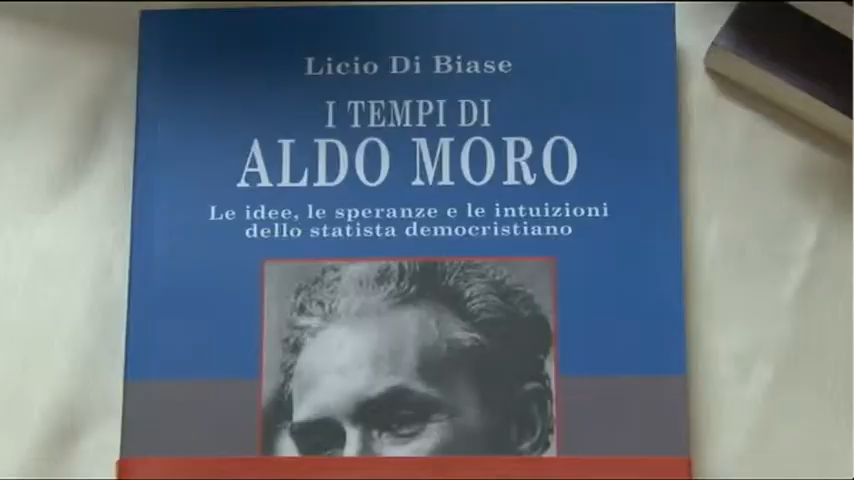 Licio Di Biase
I TEMPI DI
ALDO MORO
Le idee, le speranze e le intuizioni
dello statista democristiano